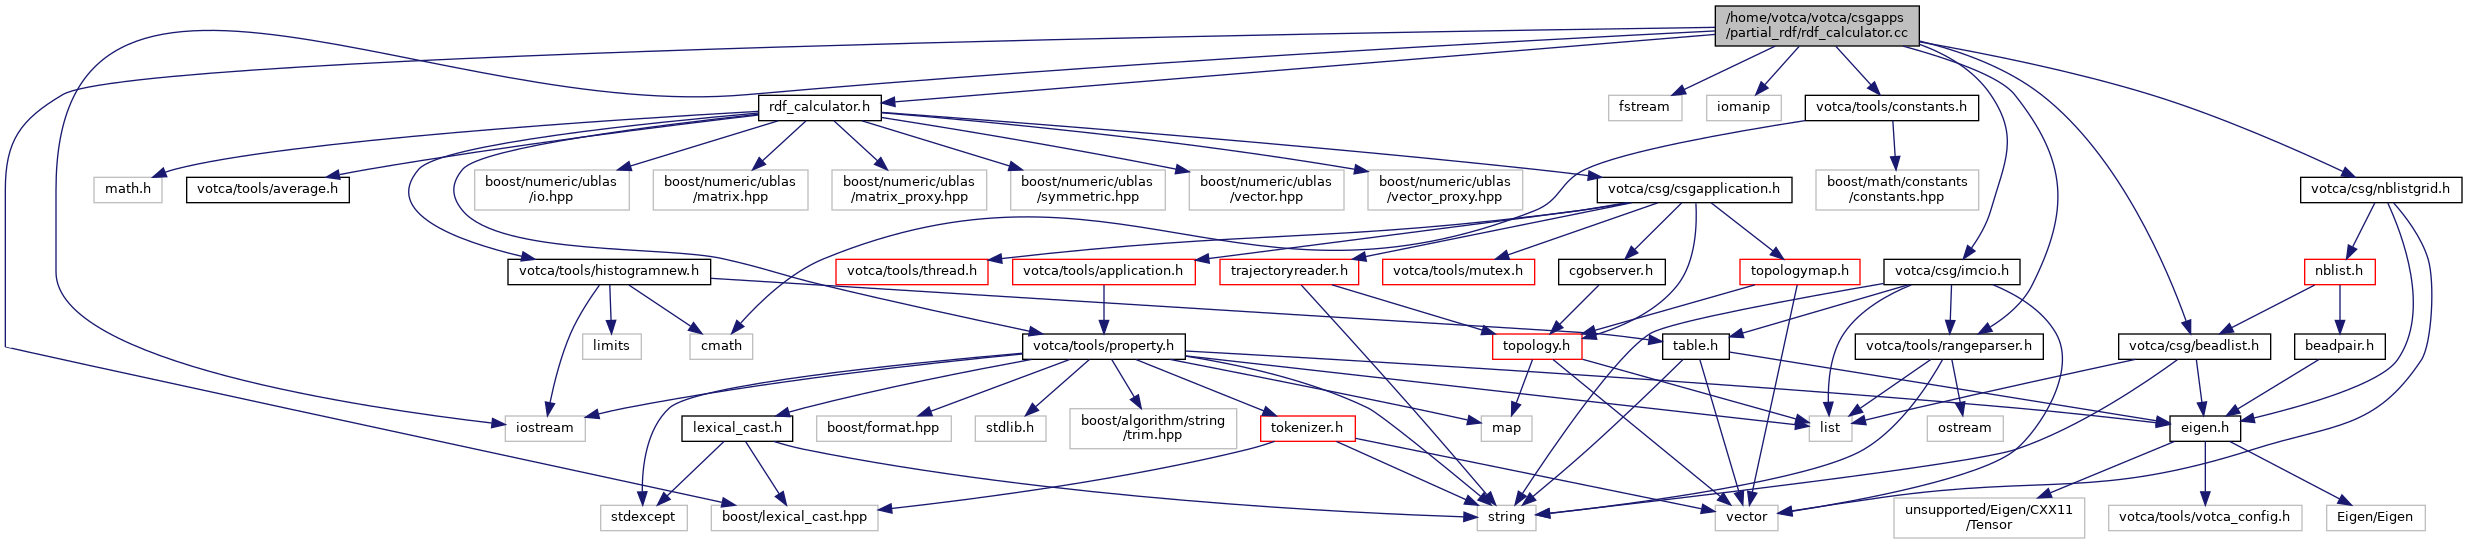 /home/votca/votca/csgapps
/partial_rdf/rdf_calculator.cc
rdf_calculator.h
fstream
iomanip
votca/tools/constants.h
math.h
votca/tools/average.h
boost/numeric/ublas
/io.hpp
boost/numeric/ublas
/matrix.hpp
boost/numeric/ublas
/matrix_proxy.hpp
boost/numeric/ublas
/symmetric.hpp
boost/numeric/ublas
/vector.hpp
boost/numeric/ublas
/vector_proxy.hpp
votca/csg/csgapplication.h
boost/math/constants
/constants.hpp
votca/csg/nblistgrid.h
votca/tools/histogramnew.h
votca/tools/thread.h
votca/tools/application.h
trajectoryreader.h
votca/tools/mutex.h
cgobserver.h
topologymap.h
votca/csg/imcio.h
nblist.h
limits
cmath
votca/tools/property.h
topology.h
table.h
votca/tools/rangeparser.h
votca/csg/beadlist.h
beadpair.h
iostream
lexical_cast.h
boost/format.hpp
stdlib.h
boost/algorithm/string
/trim.hpp
tokenizer.h
map
list
ostream
eigen.h
stdexcept
boost/lexical_cast.hpp
string
vector
unsupported/Eigen/CXX11
/Tensor
votca/tools/votca_config.h
Eigen/Eigen